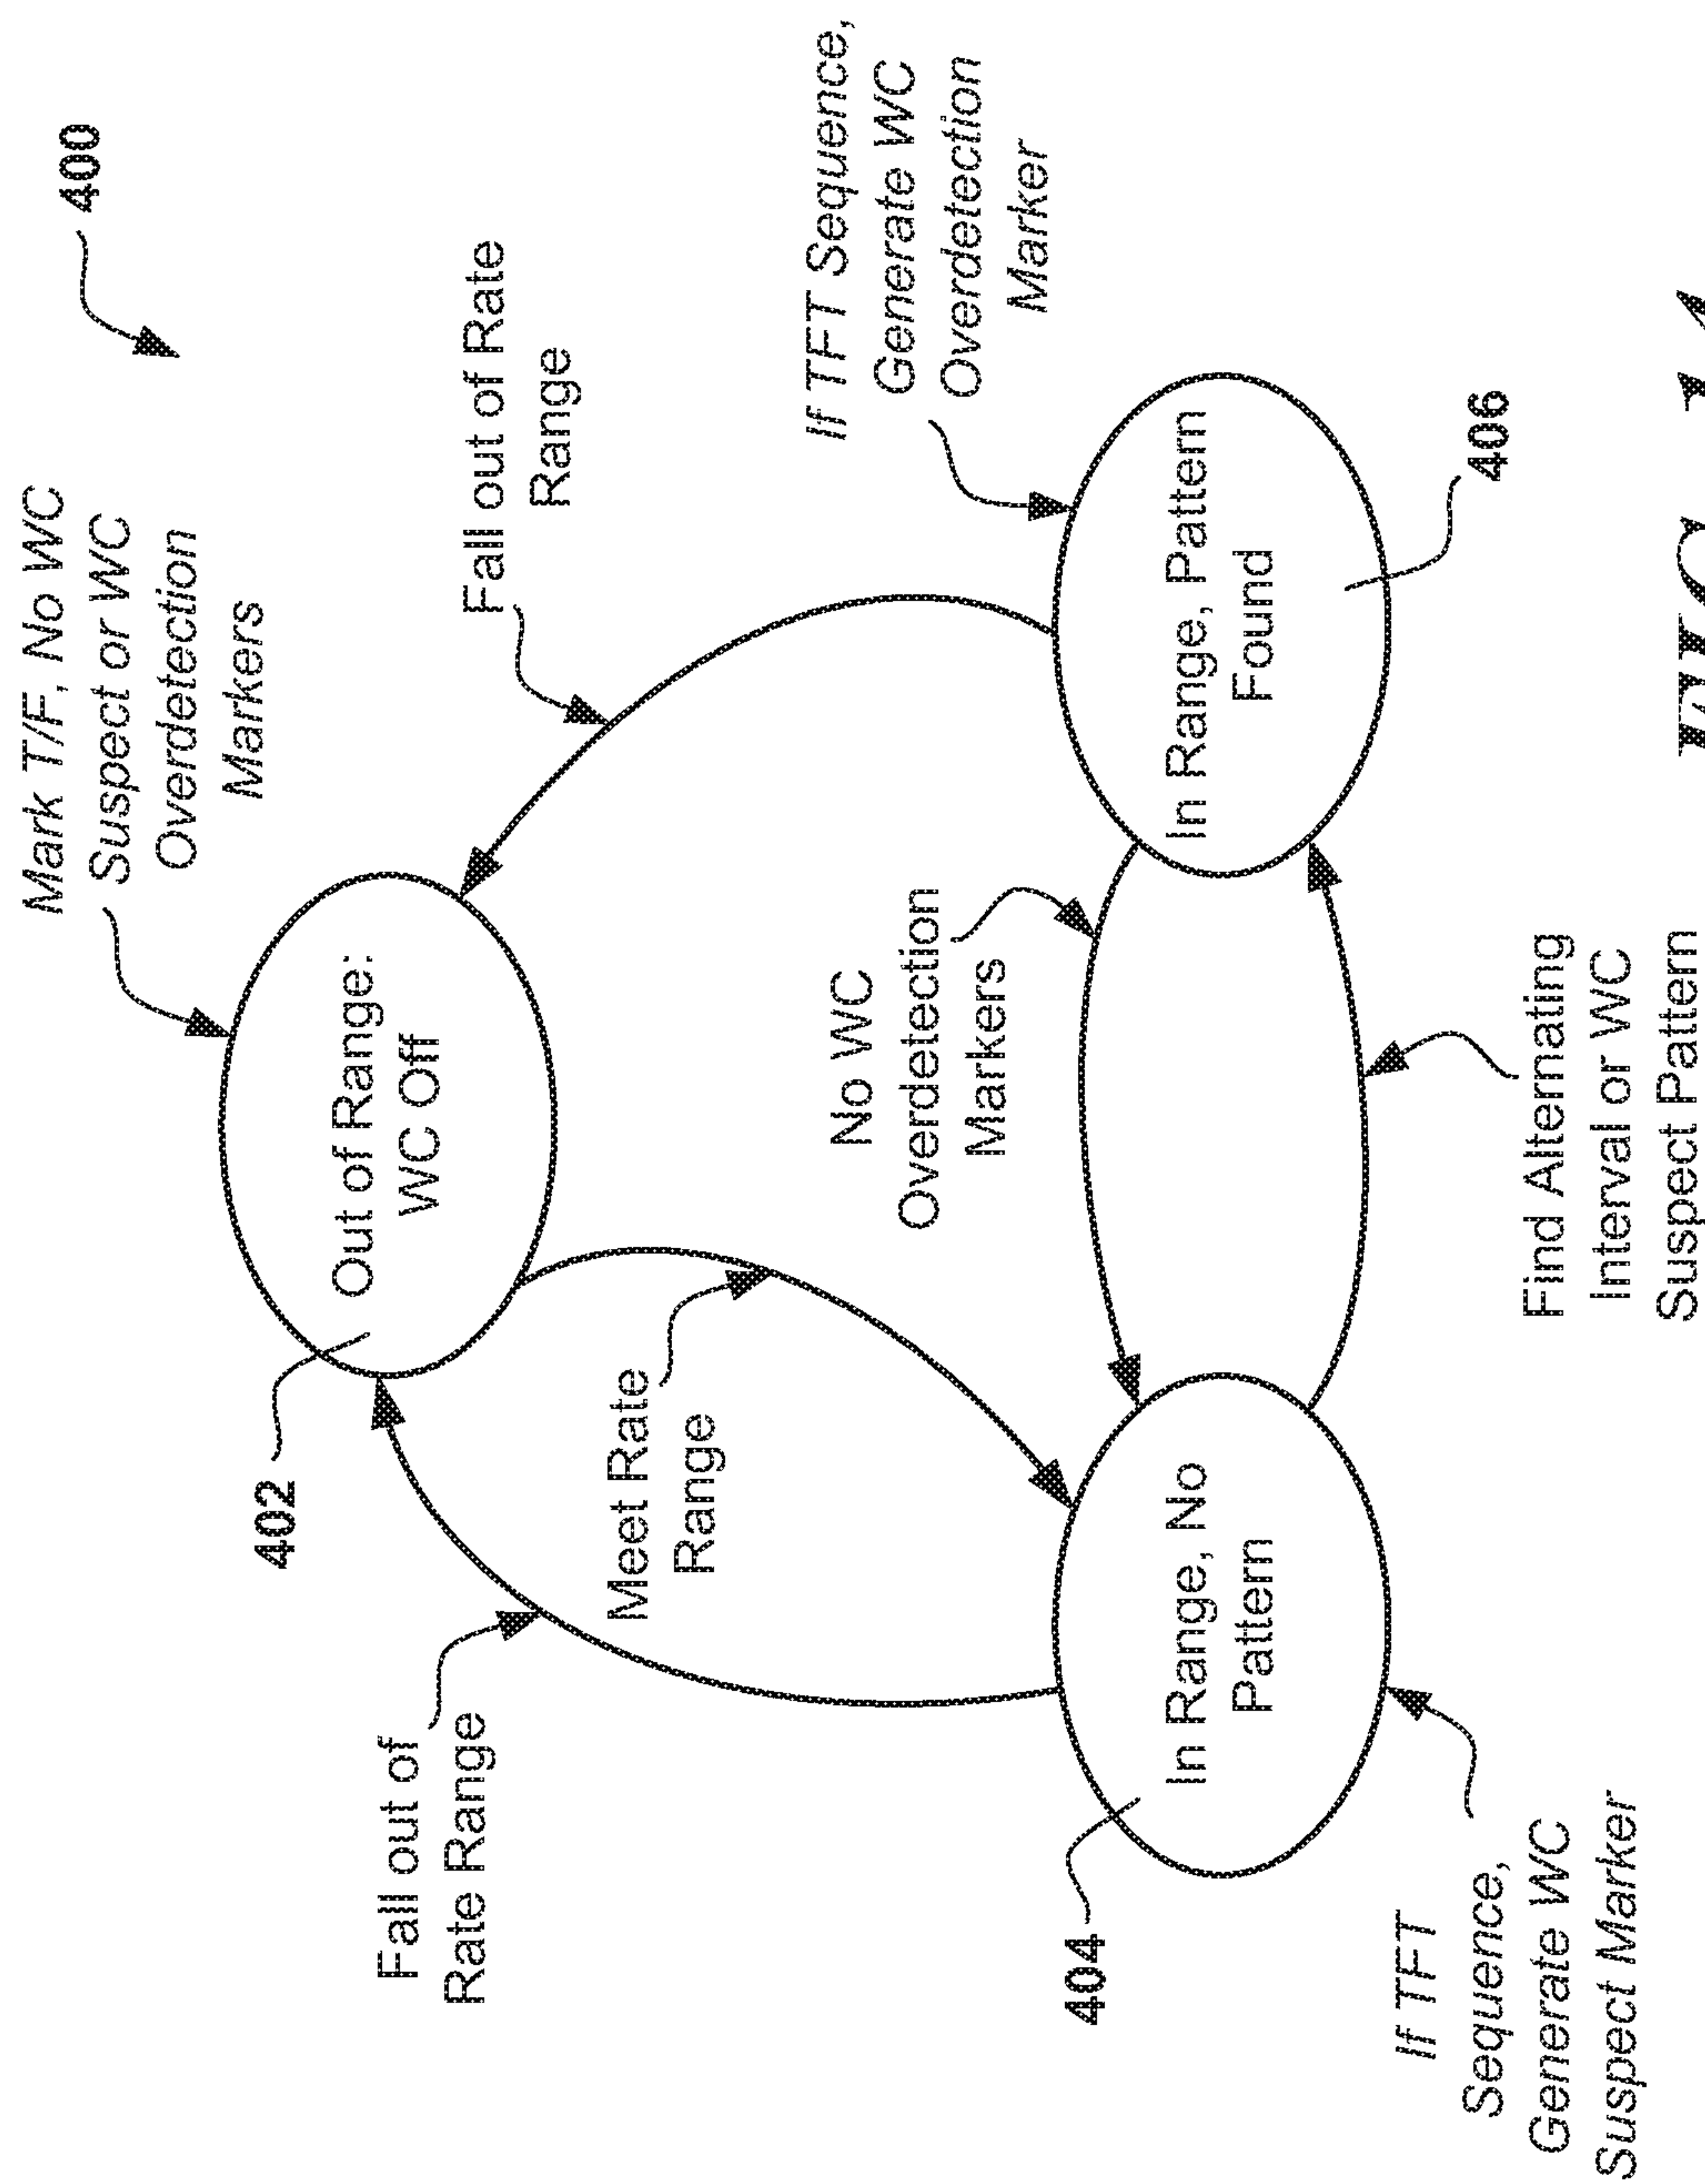 400
Mark T/F, No WC
Suspect or WC
Overdetection
Markers
402
Out of Range:
WC Off
Fall out of Rate
Range
Fall out of
Rate Range
Meet Rate
Range
No WC
Overdetection
Markers
If TFT Sequence,
Generate WC
Overdetection
Marker
404
In Range, No
Pattern
In Range, Pattern
Found
406
If TFT
Sequence,
Generate WC
Suspect Marker
Find Alternating
Interval or WC
Suspect Pattern